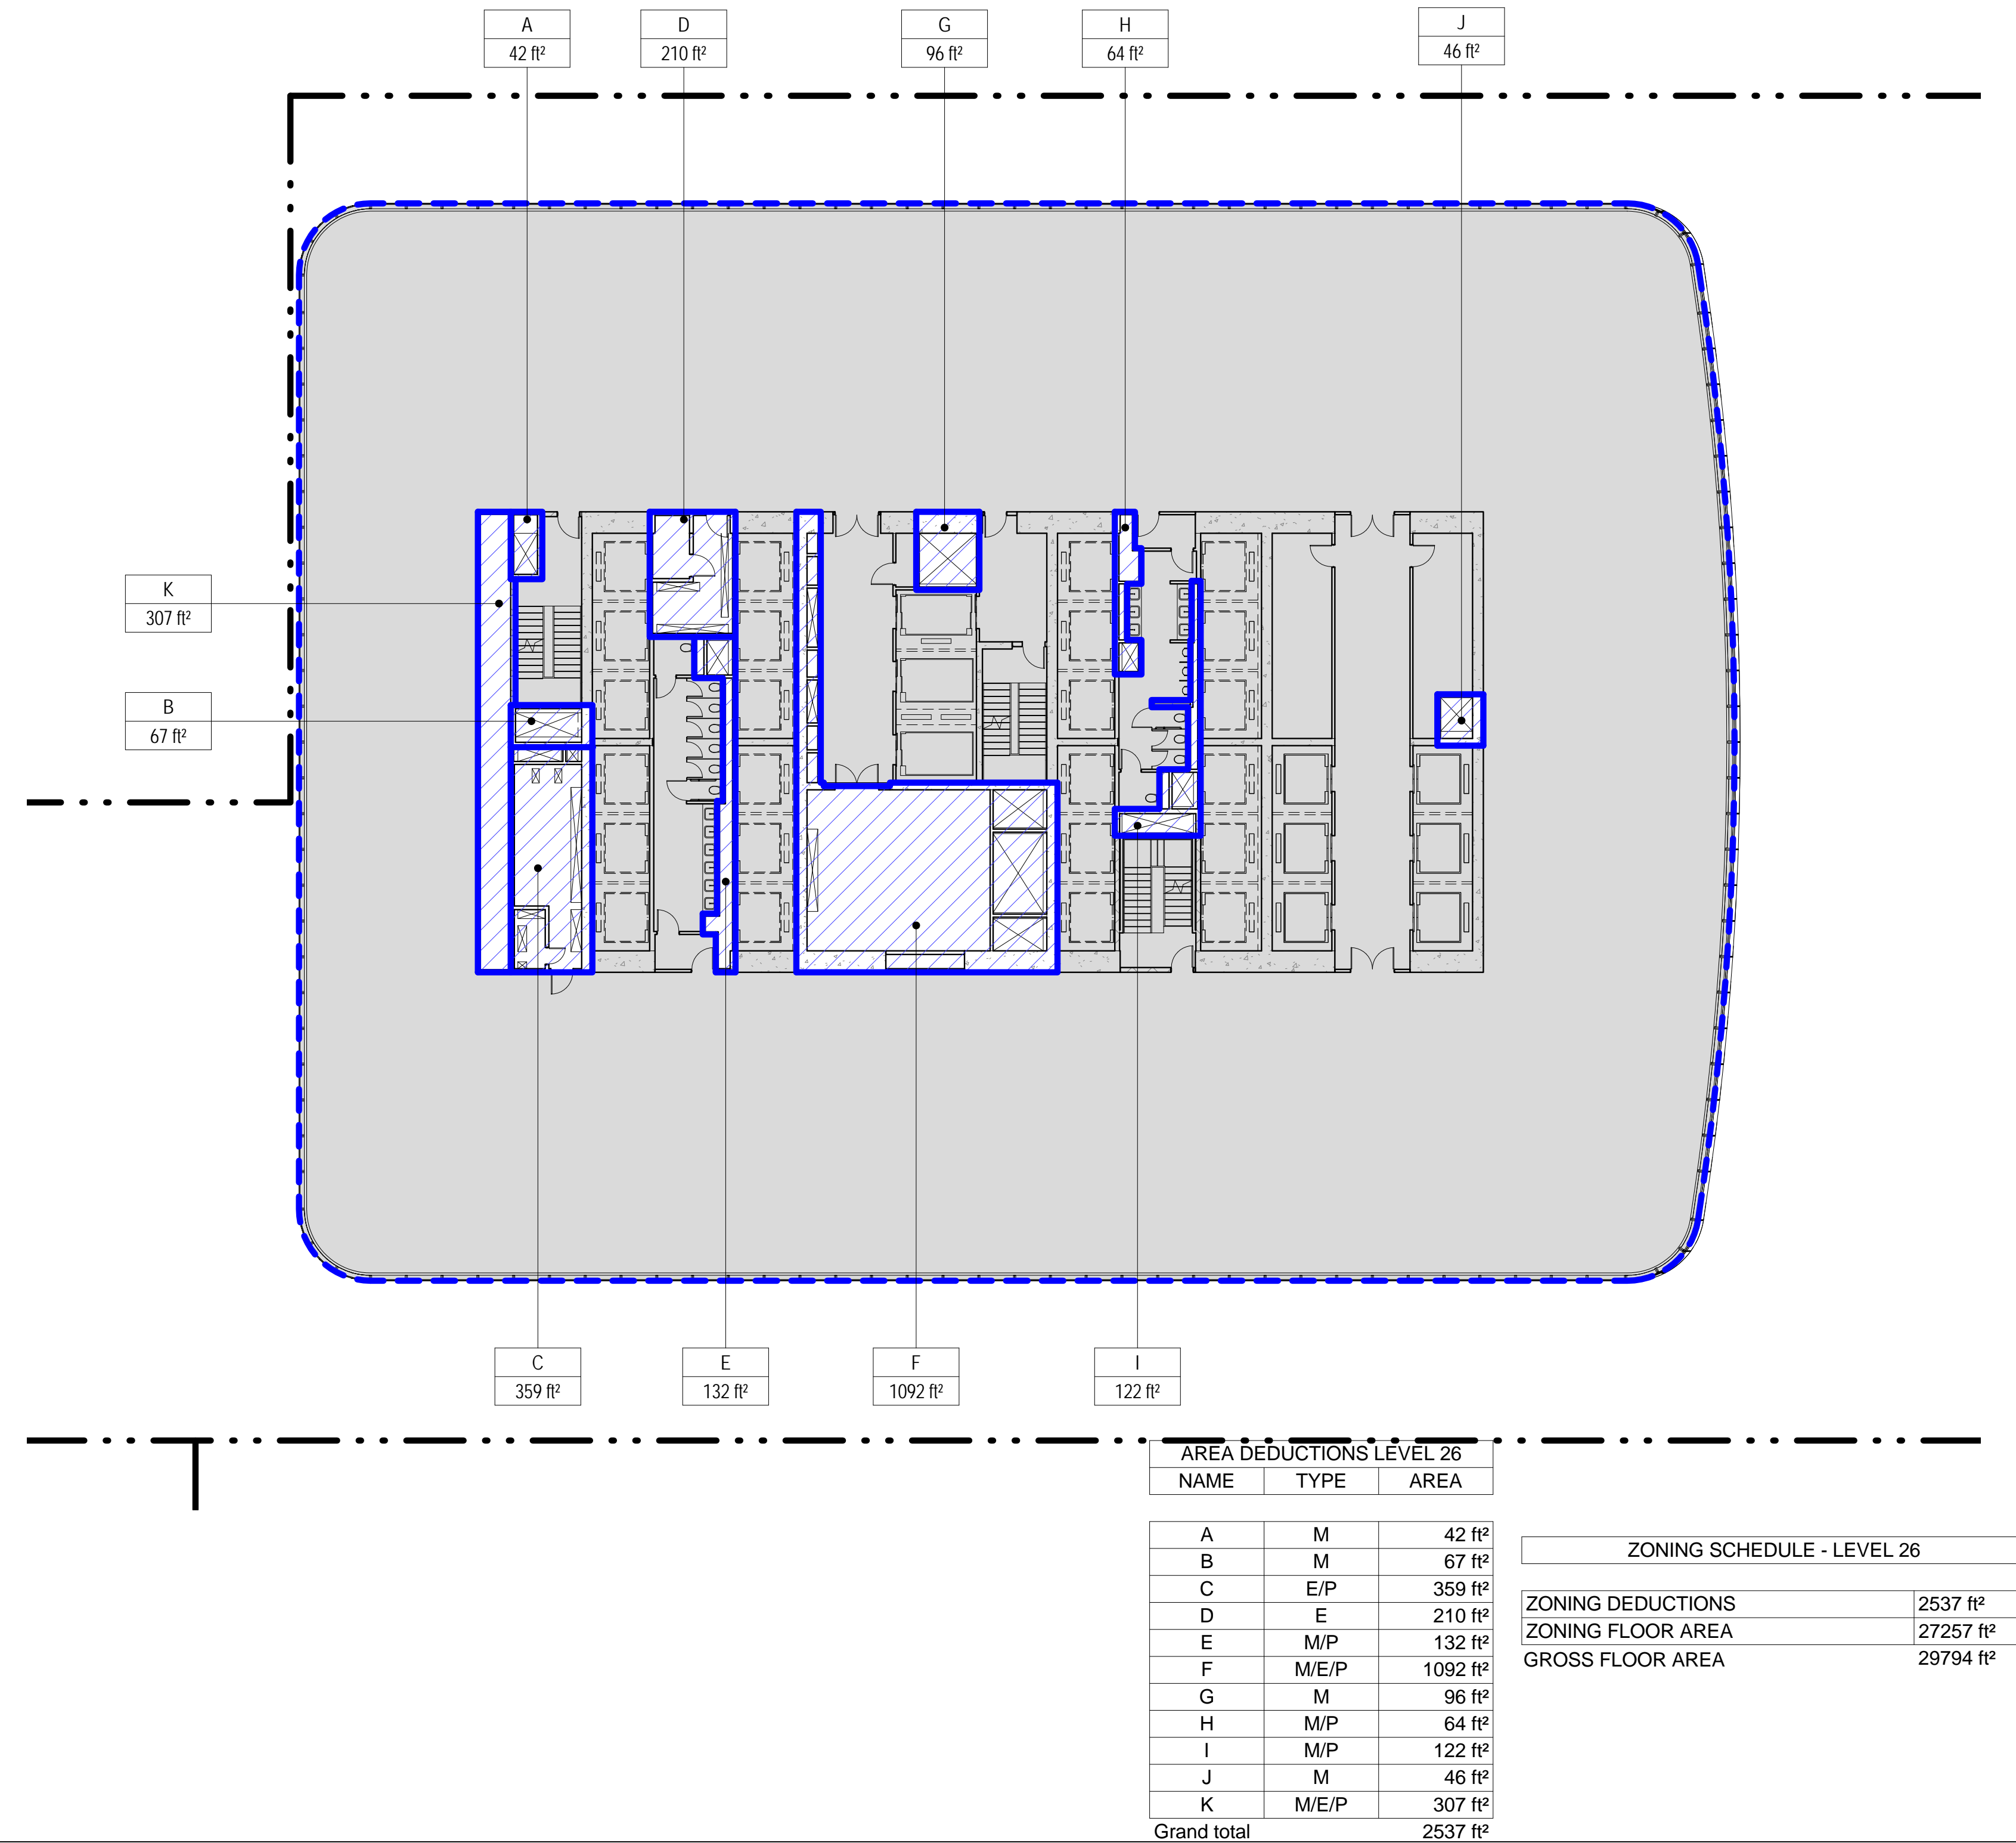 A
42 ft²
D
210 ft²
G
96 ft²
H
64 ft²
J
46 ft²
K
307 ft²
B
67 ft²
C
359 ft²
E
132 ft²
F
1092 ft²
I
122 ft²
AREA DEDUCTIONS LEVEL 26
NAME TYPE AREA
A M 42 ft²
B M 67 ft²
C E/P 359 ft²
D E 210 ft²
E M/P 132 ft²
F M/E/P 1092 ft²
G M 96 ft²
H M/P 64 ft²
I M/P 122 ft²
J M 46 ft²
K M/E/P 307 ft²
Grand total 2537 ft²
ZONING SCHEDULE - LEVEL 26
ZONING DEDUCTIONS 2537 ft²
ZONING FLOOR AREA 27257 ft²
GROSS FLOOR AREA 29794 ft²